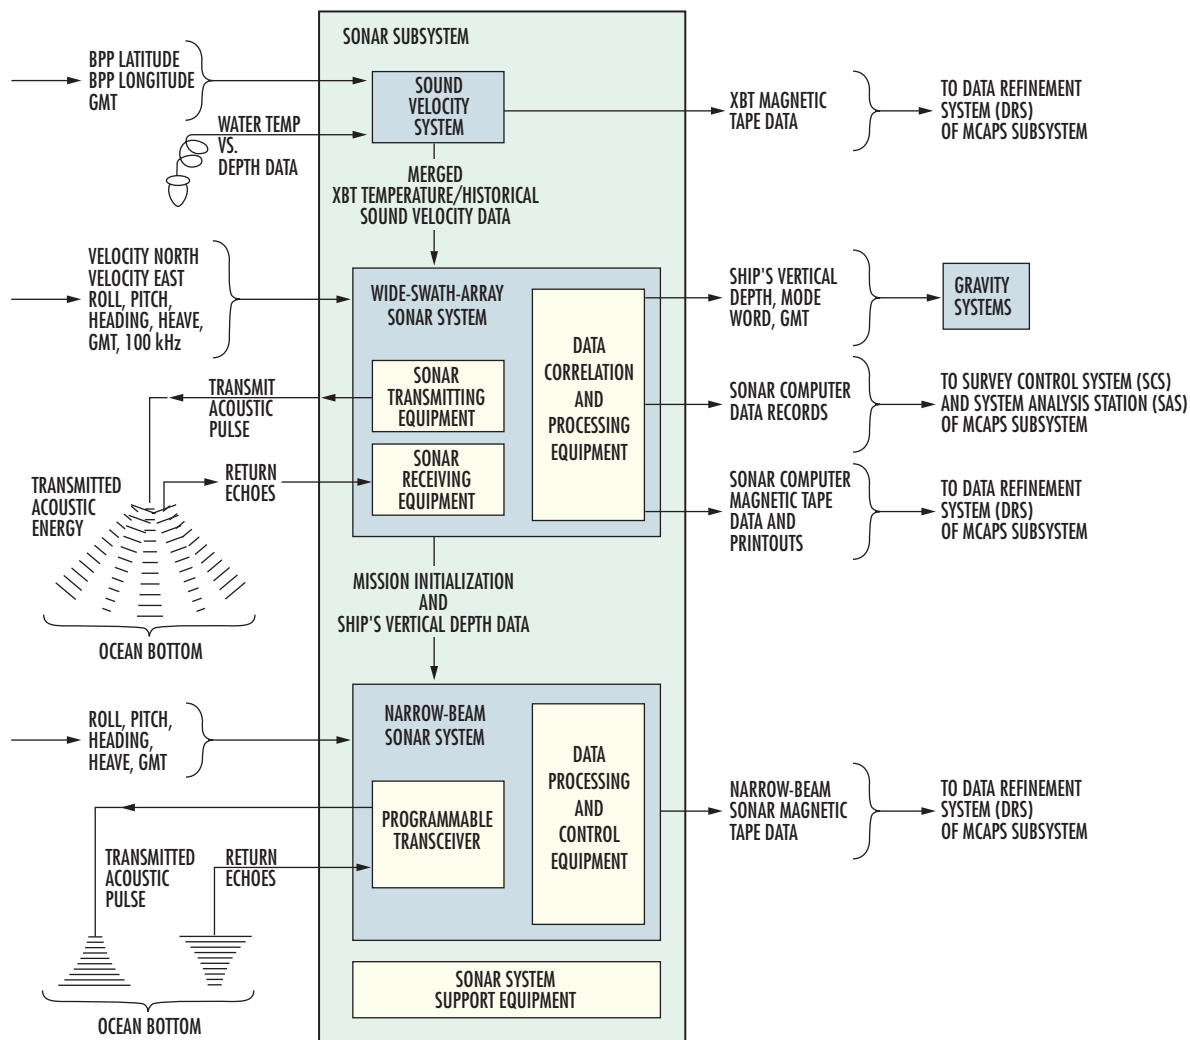 SONAR SUBSYSTEM
BPP LATITUDE
BPP LONGITUDE
GMT
WATER TEMP
VS.
DEPTH DATA
SOUND
VELOCITY
SYSTEM
XBT MAGNETIC
TAPE DATA
TO DATA REFINEMENT
SYSTEM (DRS)
OF MCAPS SUBSYSTEM
MERGED
XBT TEMPERATURE/HISTORICAL
SOUND VELOCITY DATA
VELOCITY NORTH
VELOCITY EAST
ROLL, PITCH,
HEADING, HEAVE,
GMT, 100 kHz
WIDE-SWATH-ARRAY
SONAR SYSTEM
SONAR
TRANSMITTING
EQUIPMENT
SONAR
RECEIVING
EQUIPMENT
DATA
CORRELATION
AND
PROCESSING
EQUIPMENT
SHIP'S VERTICAL
DEPTH, MODE
WORD, GMT
GRAVITY
SYSTEMS
SONAR COMPUTER
DATA RECORDS
TO SURVEY CONTROL SYSTEM (SCS)
AND SYSTEM ANALYSIS STATION (SAS)
OF MCAPS SUBSYSTEM
SONAR COMPUTER
MAGNETIC TAPE
DATA AND
PRINTOUTS
TO DATA REFINEMENT
SYSTEM (DRS)
OF MCAPS SUBSYSTEM
TRANSMIT
ACOUSTIC
PULSE
RETURN
ECHOES
TRANSMITTED
ACOUSTIC
ENERGY
OCEAN BOTTOM
MISSION INITIALIZATION
AND
SHIP'S VERTICAL DEPTH DATA
ROLL, PITCH,
HEADING,
HEAVE, GMT
NARROW-BEAM
SONAR SYSTEM
PROGRAMMABLE
TRANSCEIVER
DATA
PROCESSING
AND
CONTROL
EQUIPMENT
NARROW-BEAM
SONAR MAGNETIC
TAPE DATA
TO DATA REFINEMENT
SYSTEM (DRS)
OF MCAPS SUBSYSTEM
TRANSMITTED
ACOUSTIC
PULSE
RETURN
ECHOES
OCEAN BOTTOM
SONAR SYSTEM
SUPPORT EQUIPMENT